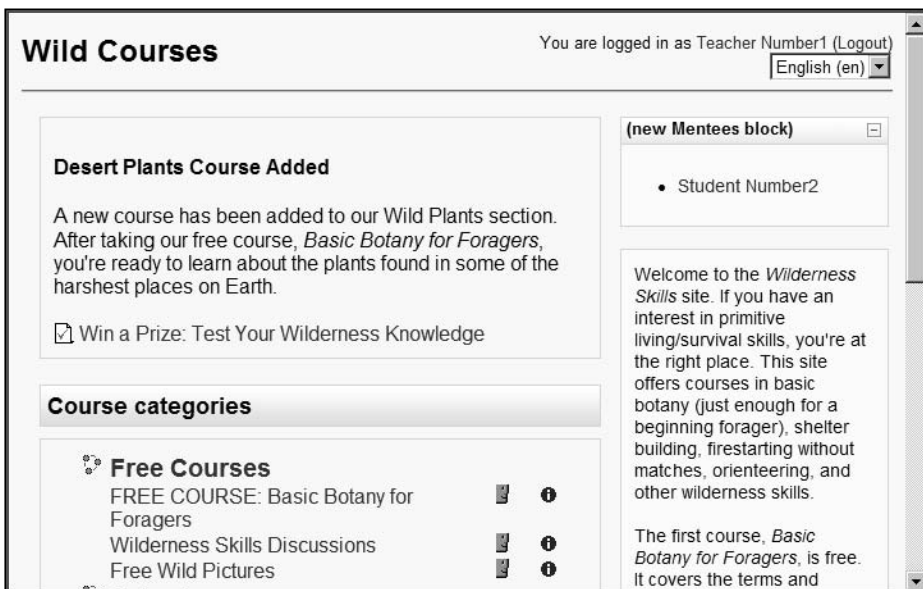 Wild Courses
You are logged in as Teacher Number1 (Logout)
English (en)
Desert Plants Course Added
A new course has been added to our Wild Plants section.
After taking our free course, Basic Botany for Foragers,
you're ready to learn about the plants found in some of the
harshest places on Earth.
Win a Prize: Test Your Wilderness Knowledge
Course categories
Free Courses
FREE COURSE: Basic Botany for
Foragers
Wilderness Skills Discussions
Free Wild Pictures
(new Mentees block)
• Student Number2
Welcome to the Wilderness
Skills site. If you have an
interest in primitive
living/survival skills, you're at
the right place. This site
offers courses in basic
botany (just enough for a
beginning forager), shelter
building, firestarting without
matches, orienteering, and
other wilderness skills.
The first course, Basic
Botany for Foragers, is free.
It covers the terms and